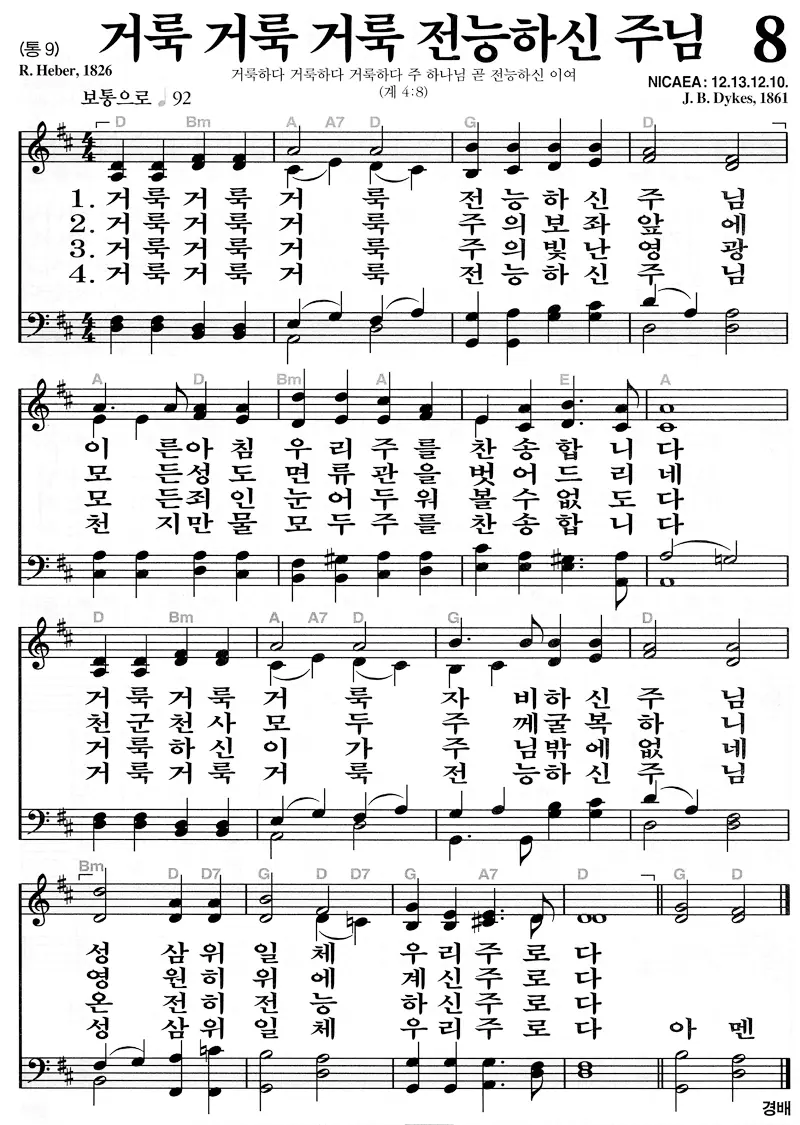 (통 9) 거룩 거룩 거룩 전능하신 주님 8
R. Heber, 1826
거룩하다 거룩하다 거룩하다 주 하나님 곧 전능하신 이여
(계 4:8)
NICAEA : 12.13.12.10.
J. B. Dykes, 1861
보통으로 ♩ 92
D Bm A A7 D G D
1. 거룩거룩 거 룩 전능하신 주 님
2. 거룩거룩 거 룩 주의보좌 앞 에
3. 거룩거룩 거 룩 주의빛난 영 광
4. 거룩거룩 거 룩 전능하신 주 님
A D Bm A E A
이 른아침 우리주를 찬송합니 다
모 든성도 면류관을 벗어드리 네
모 든죄인 눈어두워 볼수없도 다
천 지만물 모두주를 찬송합니 다
D Bm A A7 D G D
거룩거룩 거 룩 자 비하신 주 님
천군천사 모 두 주 께굴복 하 니
거룩하신 이 가 주 님밖에 없 네
거룩거룩 거 룩 전 능하신 주 님
Bm D D7 G D D7 G A7 D G D
성 삼위 일 체 우리주로 다
영 원히 위 에 계신주로 다
온 전히 전 능 하신주로 다
성 삼위 일 체 우리주로 다 아 멘
경배